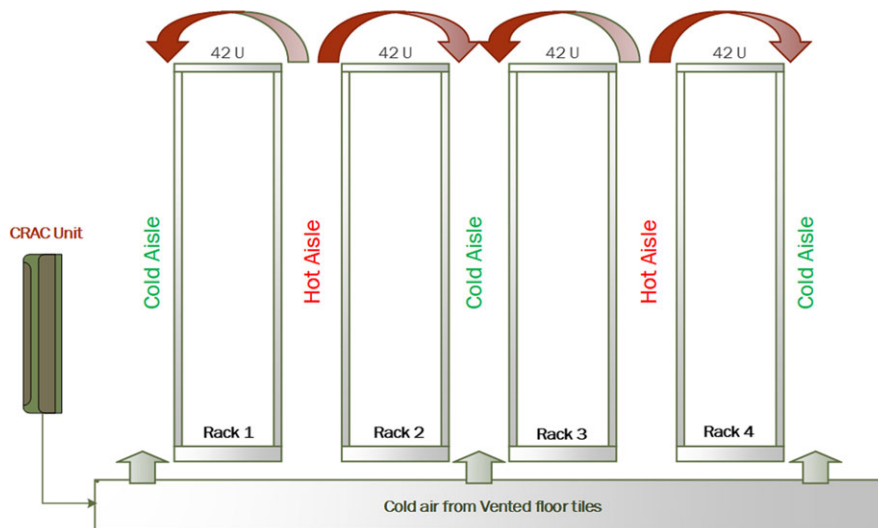 42 U
42 U
42 U
42 U
CRAC Unit
Cold Aisle
Hot Aisle
Cold Aisle
Hot Aisle
Cold Aisle
Rack 1
Rack 2
Rack 3
Rack 4
Cold air from Vented floor tiles